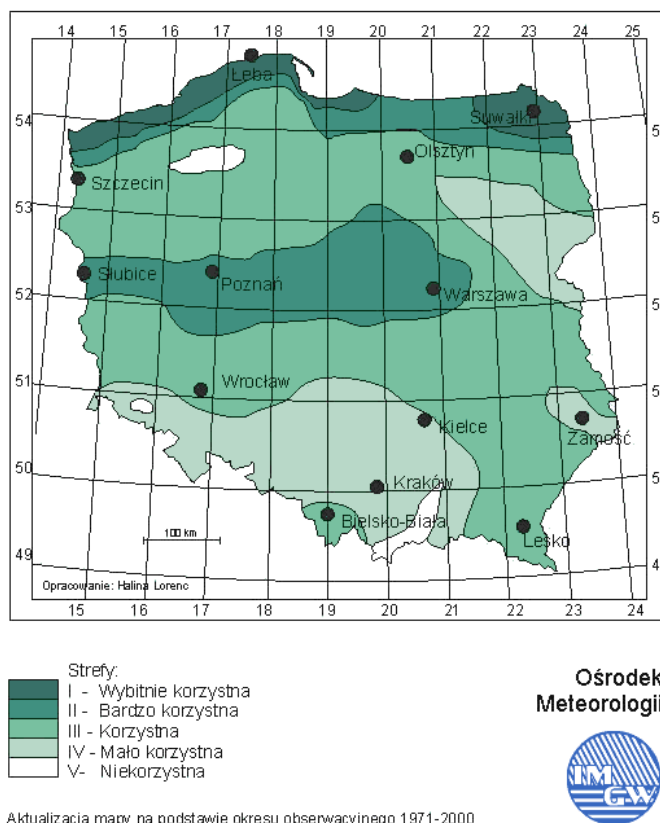 14 15 16 17 18 19 20 21 22 23 24 25
Łeba
54
Suwałki
Olsztyn
Szczecin
53
Słubice
Poznań
Warszawa
52
Wrocław
51
Kielce
Zamość
50
Kraków
Bielsko-Biała
Lesko
100 km
49
Opracowanie: Halina Lorenc
15 16 17 18 19 20 21 22 23 24
Strefy:
I - Wybitnie korzystna
II - Bardzo korzystna
III - Korzystna
IV - Mało korzystna
V- Niekorzystna
Ośrodek
Meteorologii
IM
GW
Aktualizacja mapy na podstawie okresu obserwacyjnego 1971-2000